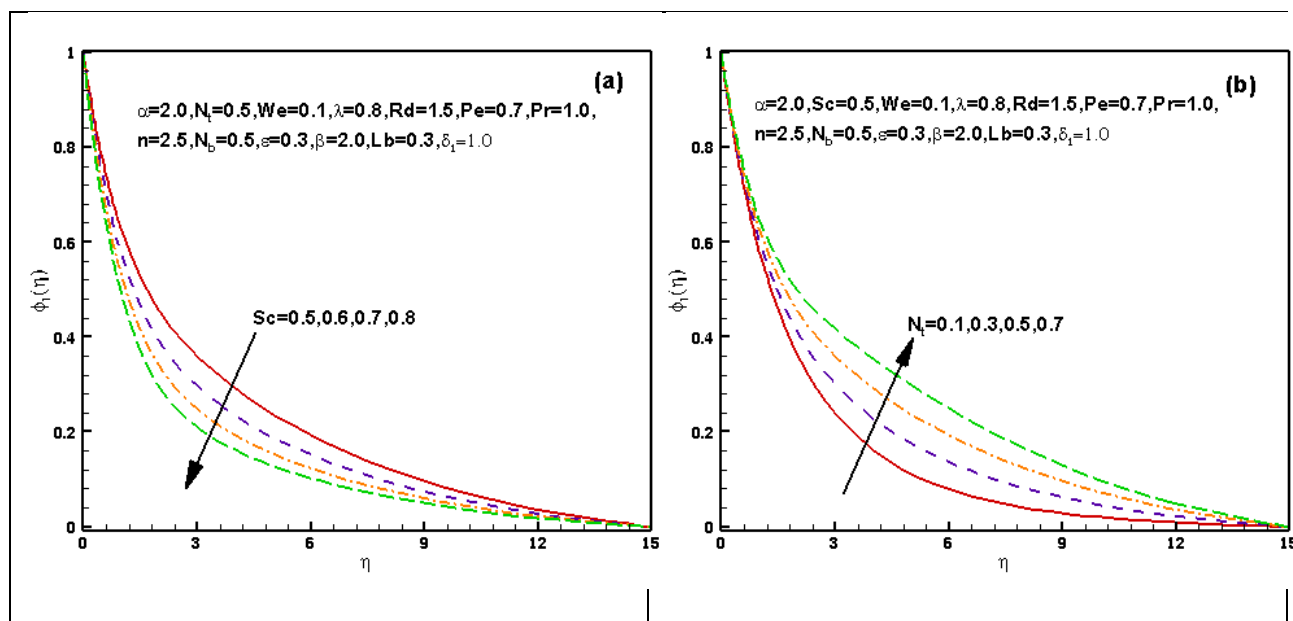 (a)
α=2.0,Nₜ=0.5,We=0.1,λ=0.8,Rd=1.5,Pe=0.7,Pr=1.0,
n=2.5,N_b=0.5,ε=0.3,β=2.0,Lb=0.3,δ₁=1.0
Sc=0.5,0.6,0.7,0.8
ϕ₁(η)
1
0.8
0.6
0.4
0.2
0
0 3 6 9 12 15
η
(b)
α=2.0,Sc=0.5,We=0.1,λ=0.8,Rd=1.5,Pe=0.7,Pr=1.0,
n=2.5,N_b=0.5,ε=0.3,β=2.0,Lb=0.3,δ₁=1.0
Nₜ=0.1,0.3,0.5,0.7
ϕ₁(η)
1
0.8
0.6
0.4
0.2
0
0 3 6 9 12 15
η